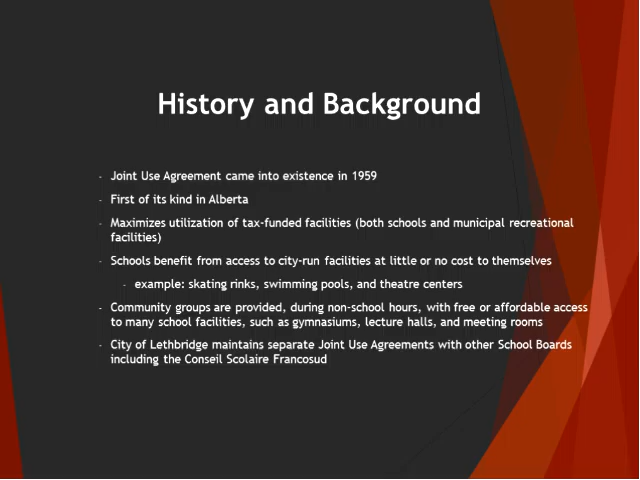 History and Background
- Joint Use Agreement came into existence in 1959
- First of its kind in Alberta
- Maximizes utilization of tax-funded facilities (both schools and municipal recreational
facilities)
- Schools benefit from access to city-run facilities at little or no cost to themselves
- example: skating rinks, swimming pools, and theatre centers
- Community groups are provided, during non-school hours, with free or affordable access
to many school facilities, such as gymnasiums, lecture halls, and meeting rooms
- City of Lethbridge maintains separate Joint Use Agreements with other School Boards
including the Conseil Scolaire Francosud